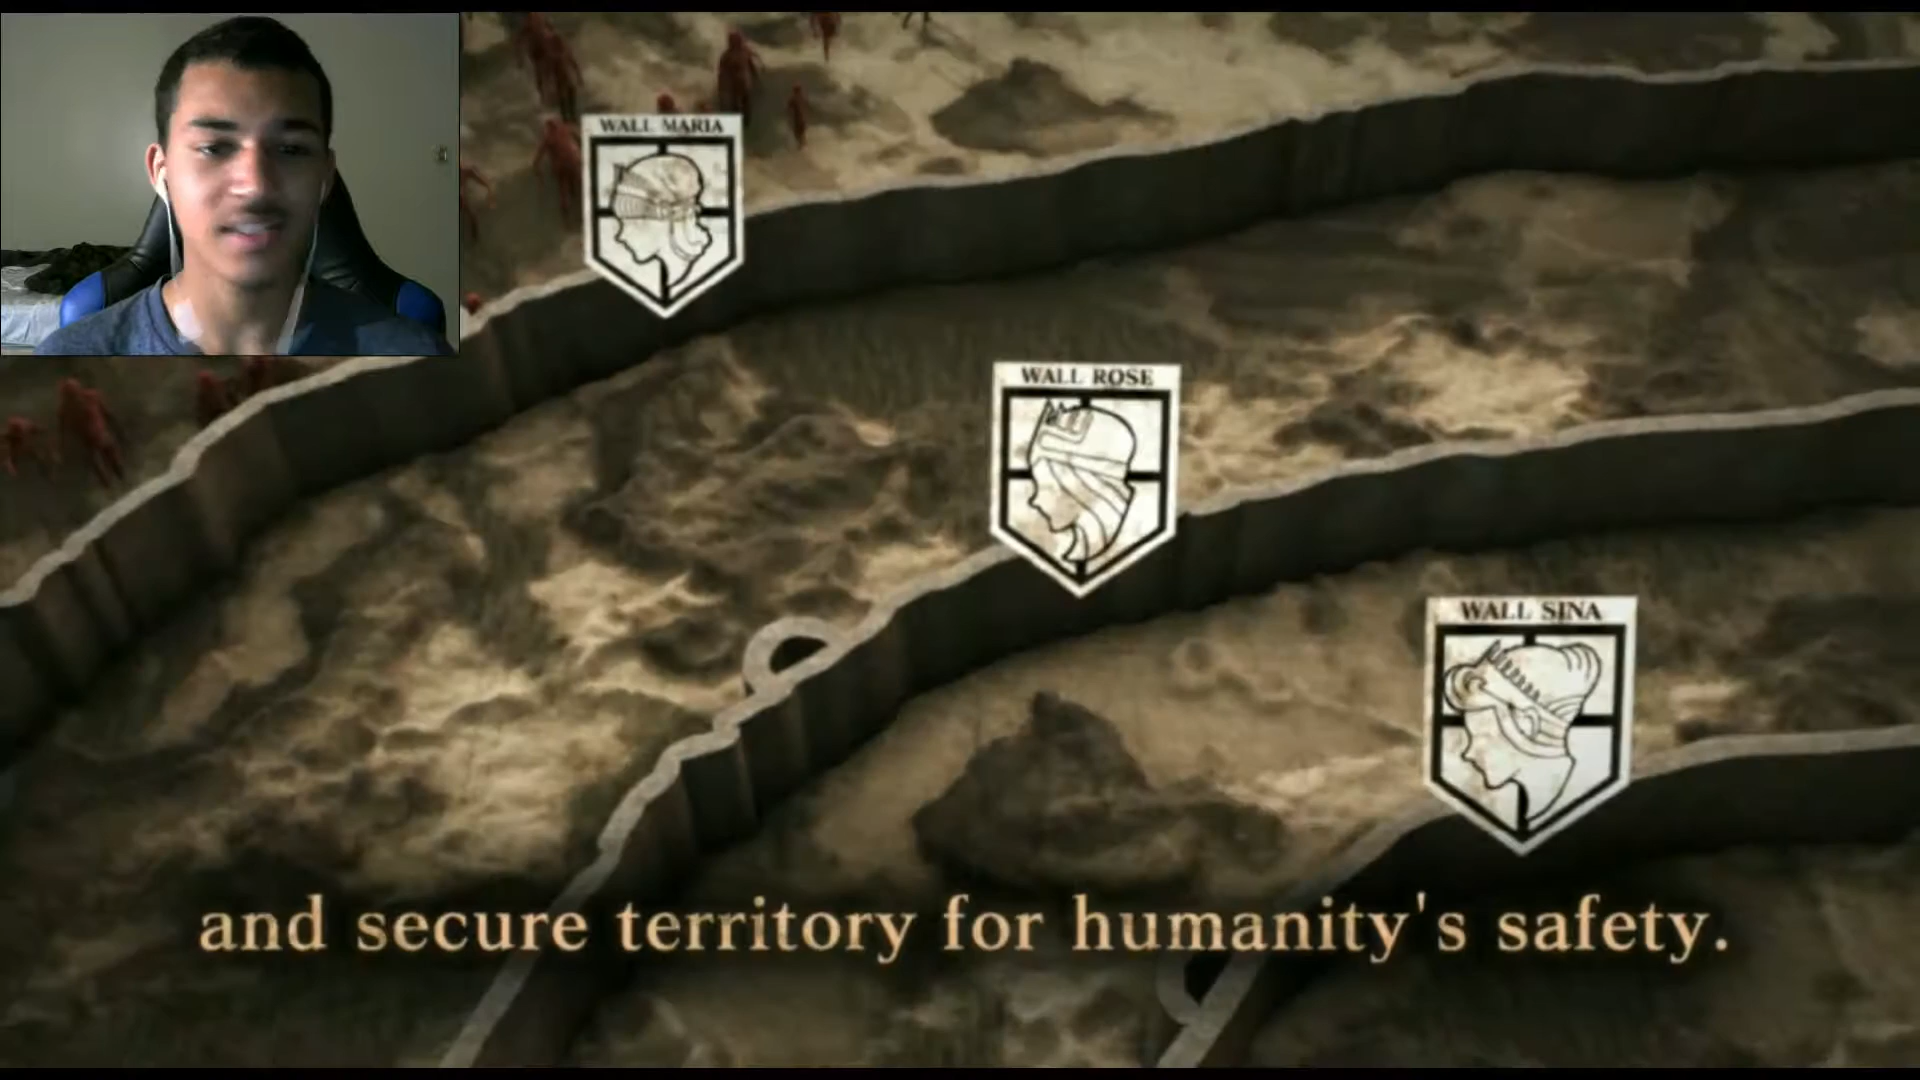 WALL MARIA
WALL ROSE
WALL SINA
and secure territory for humanity's safety.